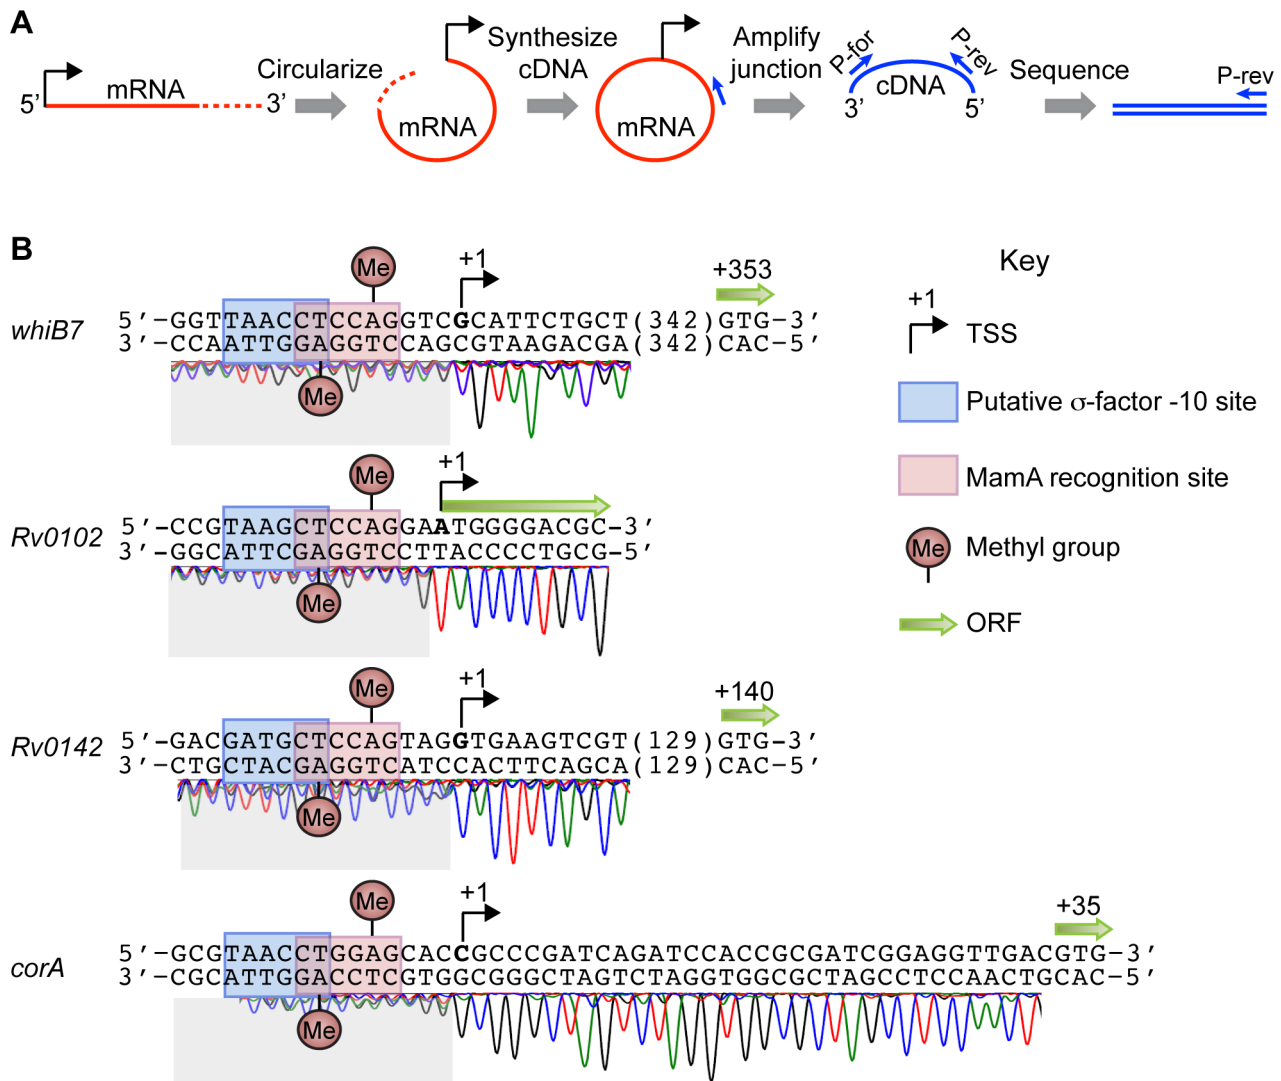 A
5’ mRNA 3’
Circularize
mRNA
Synthesize
cDNA
mRNA
Amplify
junction
P-for
P-rev
cDNA
3’ 5’
Sequence
P-rev
B
Me
+1
+353
whiB7
5’-GGTTAACCTCCAGGTCGCATTCTGCT(342)GTG-3’
3’-CCAATTGGAGGTCCAGCGTAAGACGA(342)CAC-5’
Me
Me
+1
Rv0102
5’-CCGTAAGCTCCAGGAATGGGGACGC-3’
3’-GGCATTCGAGGTCCTTACCCCTGCG-5’
Me
Me
+1
+140
Rv0142
5’-GACGATGCTCCAGTAGGTGAAGTCGT(129)GTG-3’
3’-CTGCTACGAGGTCATCCACTTCAGCA(129)CAC-5’
Me
Me
+1
+35
corA
5’-GCGTAACCTGGAGCACCGCCCGATCAGATCCACCGCGATCGGAGGTTGACGTG-3’
3’-CGCATTGGACCTCGTGGCGGGCTAGTCTAGGTGGCGCTAGCCTCCAACTGCAC-5’
Me
Key
+1
TSS
Putative σ-factor -10 site
MamA recognition site
Me
Methyl group
ORF